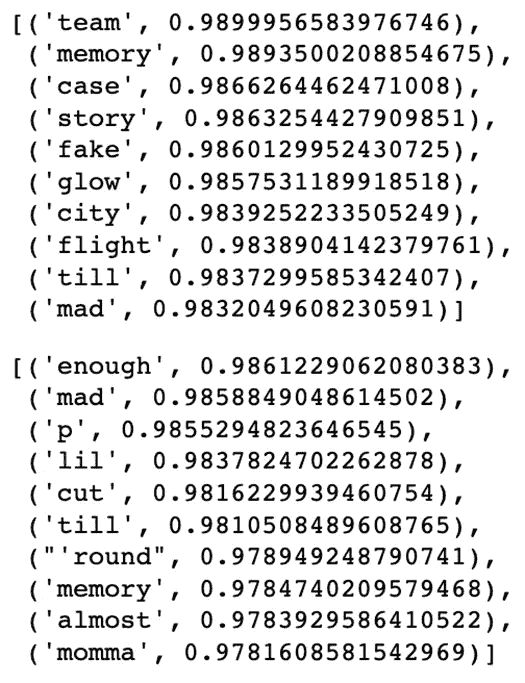 [('team', 0.9899956583976746),
('memory', 0.9893500208854675),
('case', 0.9866264462471008),
('story', 0.9863254427909851),
('fake', 0.9860129952430725),
('glow', 0.9857531189918518),
('city', 0.9839252233505249),
('flight', 0.9838904142379761),
('till', 0.9837299585342407),
('mad', 0.9832049608230591)]
[('enough', 0.9861229062080383),
('mad', 0.9858849048614502),
('p', 0.9855294823646545),
('lil', 0.9837824702262878),
('cut', 0.9816229939460754),
('till', 0.9810508489608765),
("'round", 0.978949248790741),
('memory', 0.9784740209579468),
('almost', 0.9783929586410522),
('momma', 0.9781608581542969)]